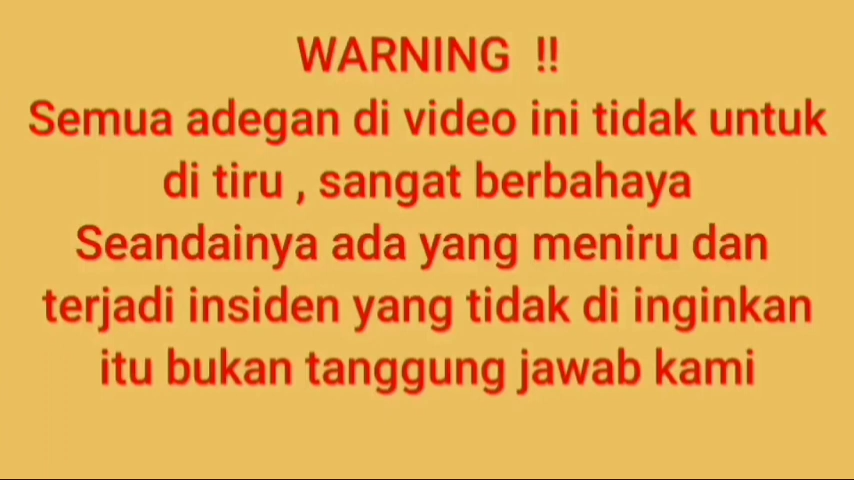 WARNING !!
Semua adegan di video ini tidak untuk
di tiru , sangat berbahaya
Seandainya ada yang meniru dan
terjadi insiden yang tidak di inginkan
itu bukan tanggung jawab kami